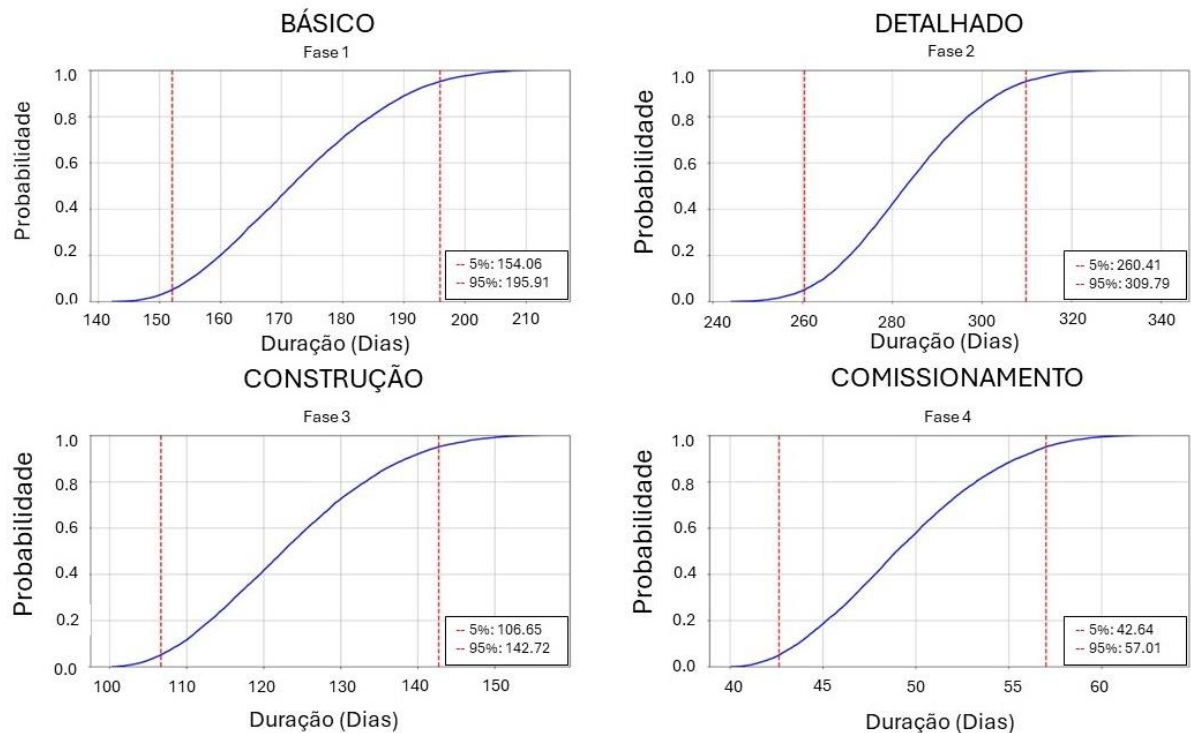 BÁSICO
Fase 1
Probabilidade
1.0
0.8
0.6
0.4
0.2
0.0
140 150 160 170 180 190 200 210
Duração (Dias)
-- 5%: 154.06
-- 95%: 195.91
DETALHADO
Fase 2
Probabilidade
1.0
0.8
0.6
0.4
0.2
0.0
240 260 280 300 320 340
Duração (Dias)
-- 5%: 260.41
-- 95%: 309.79
CONSTRUÇÃO
Fase 3
Probabilidade
1.0
0.8
0.6
0.4
0.2
0.0
100 110 120 130 140 150
Duração (Dias)
-- 5%: 106.65
-- 95%: 142.72
COMISSIONAMENTO
Fase 4
Probabilidade
1.0
0.8
0.6
0.4
0.2
0.0
40 45 50 55 60
Duração (Dias)
-- 5%: 42.64
-- 95%: 57.01